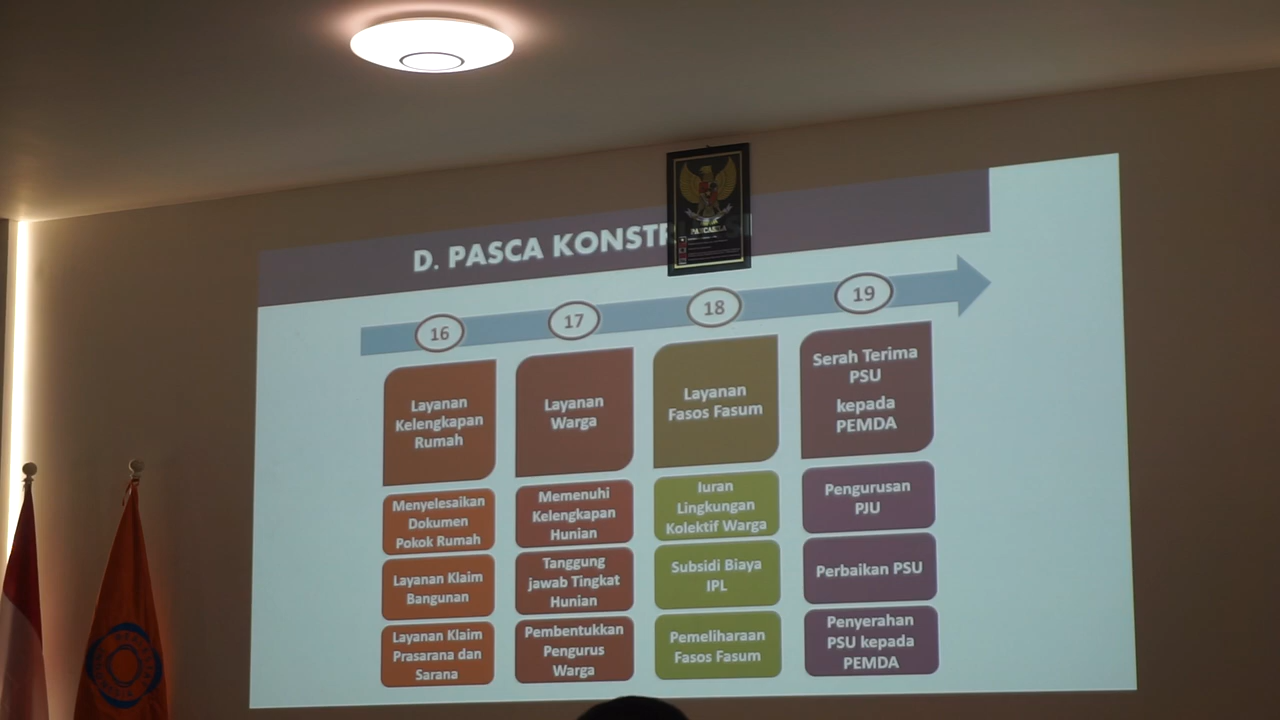 D. PASCA KONSTR
PANCASILA
16
17
18
19
Layanan
Kelengkapan
Rumah
Menyelesaikan
Dokumen
Pokok Rumah
Layanan Klaim
Bangunan
Layanan Klaim
Prasarana dan
Sarana
Layanan
Warga
Memenuhi
Kelengkapan
Hunian
Tanggung
jawab Tingkat
Hunian
Pembentukkan
Pengurus
Warga
Layanan
Fasos Fasum
Iuran
Lingkungan
Kolektif Warga
Subsidi Biaya
IPL
Pemeliharaan
Fasos Fasum
Serah Terima
PSU
kepada
PEMDA
Pengurusan
PJU
Perbaikan PSU
Penyerahan
PSU kepada
PEMDA